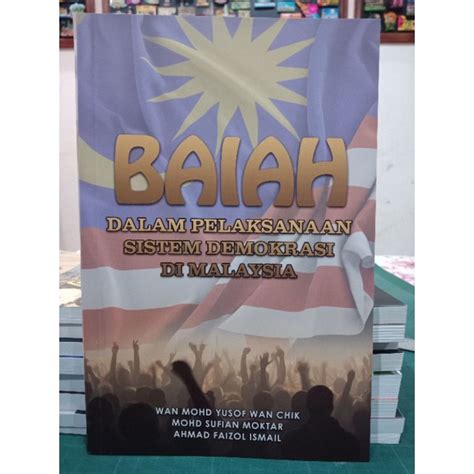 BAIAH
DALAM PELAKSANAAN
SISTEM DEMOKRASI
DI MALAYSIA
WAN MOHD YUSOF WAN CHIK
MOHD SUFIAN MOKTAR
AHMAD FAIZOL ISMAIL